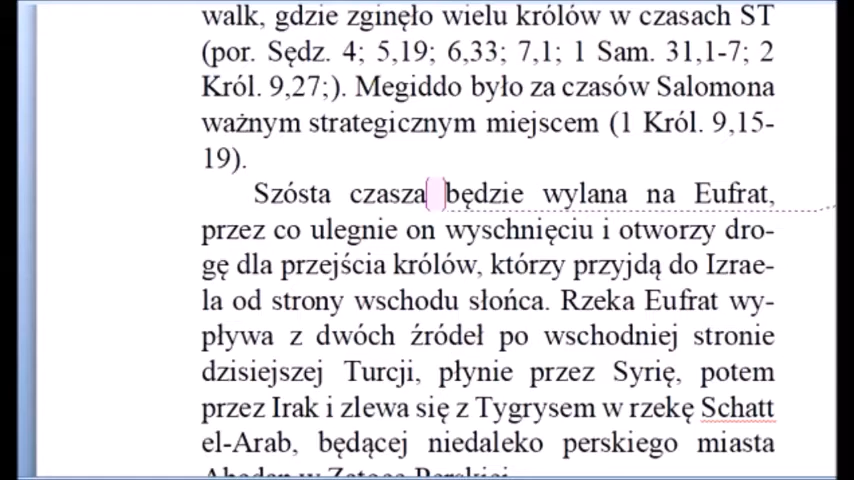 walk, gdzie zginęło wielu królów w czasach ST
(por. Sędz. 4; 5,19; 6,33; 7,1; 1 Sam. 31,1-7; 2
Król. 9,27;). Megiddo było za czasów Salomona
ważnym strategicznym miejscem (1 Król. 9,15-
19).
Szósta czasza będzie wylana na Eufrat,
przez co ulegnie on wyschnięciu i otworzy dro-
gę dla przejścia królów, którzy przyjdą do Izrae-
la od strony wschodu słońca. Rzeka Eufrat wy-
pływa z dwóch źródeł po wschodniej stronie
dzisiejszej Turcji, płynie przez Syrię, potem
przez Irak i zlewa się z Tygrysem w rzekę Schatt
el-Arab, będącej niedaleko perskiego miasta
Abadan w Zatoce Perskiej